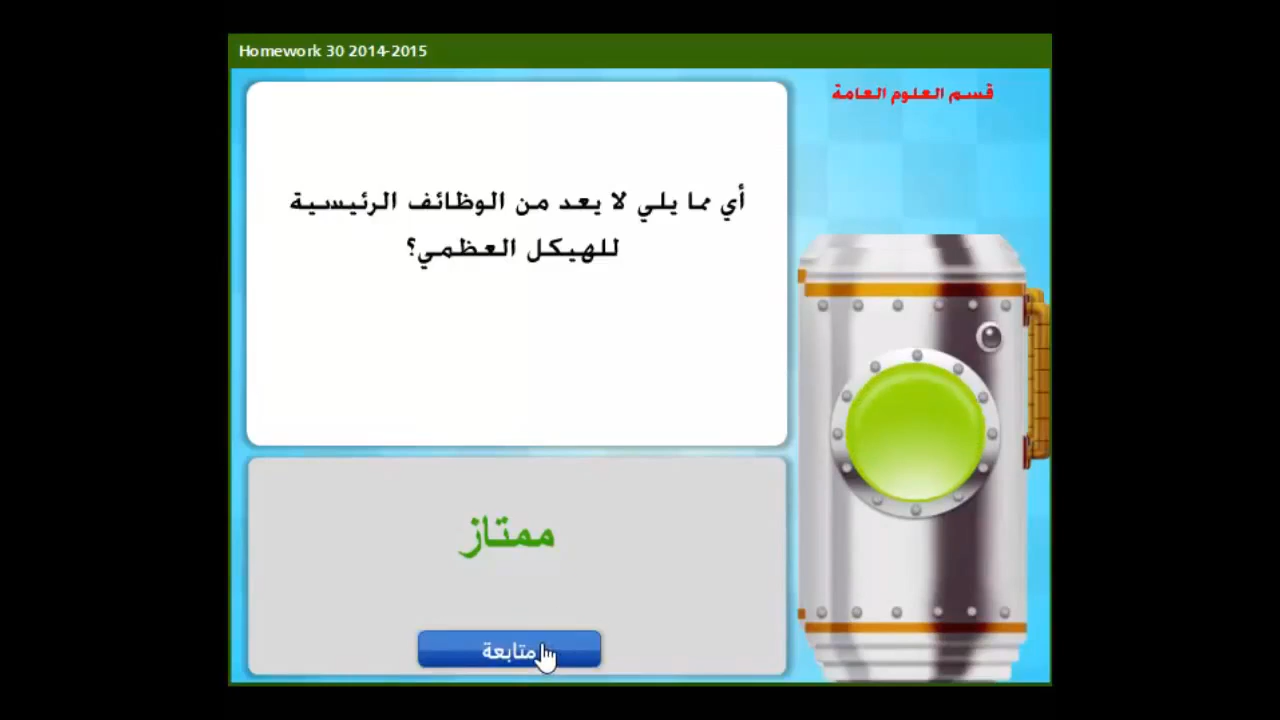 Homework 30 2014-2015
قسم العلوم العامة
أي مما يلي لا يعد من الوظائف الرئيسية
للهيكل العظمي؟
ممتاز
متابعة